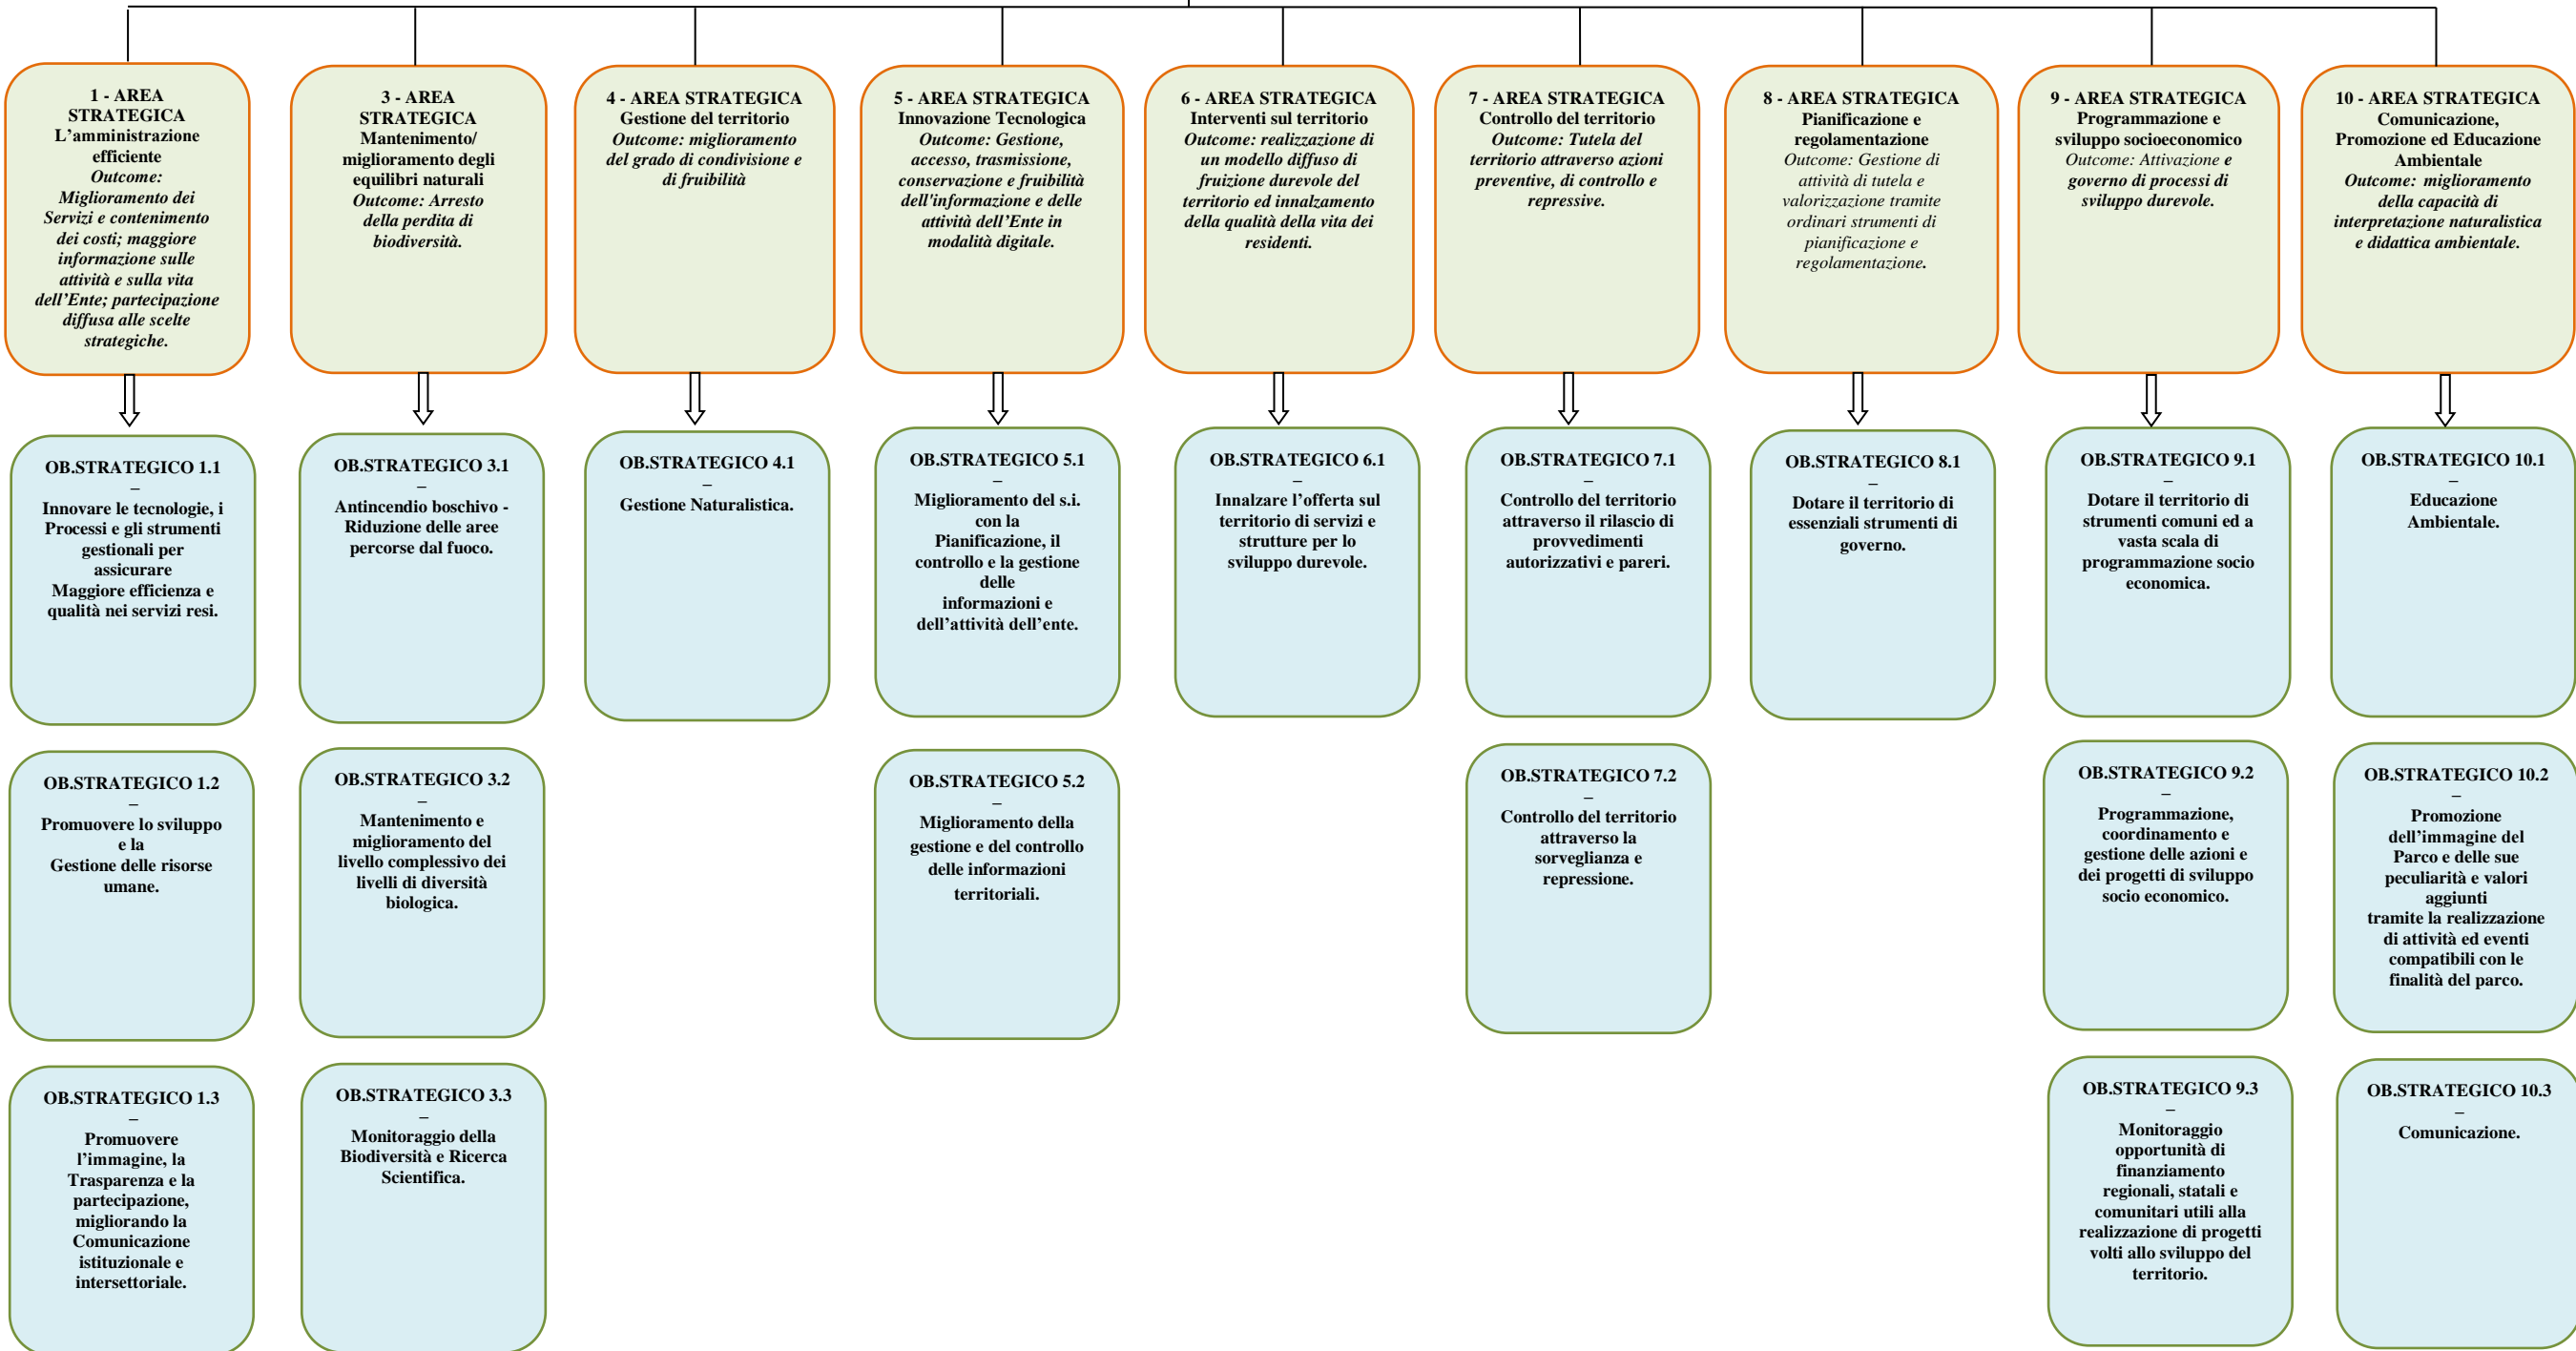 1 - AREA
STRATEGICA
L’amministrazione
efficiente
Outcome:
Miglioramento dei
Servizi e contenimento
dei costi; maggiore
informazione sulle
attività e sulla vita
dell’Ente; partecipazione
diffusa alle scelte
strategiche.
3 - AREA
STRATEGICA
Mantenimento/
miglioramento degli
equilibri naturali
Outcome: Arresto
della perdita di
biodiversità.
4 - AREA STRATEGICA
Gestione del territorio
Outcome: miglioramento
del grado di condivisione e
di fruibilità
5 - AREA STRATEGICA
Innovazione Tecnologica
Outcome: Gestione,
accesso, trasmissione,
conservazione e fruibilità
dell'informazione e delle
attività dell’Ente in
modalità digitale.
6 - AREA STRATEGICA
Interventi sul territorio
Outcome: realizzazione di
un modello diffuso di
fruizione durevole del
territorio ed innalzamento
della qualità della vita dei
residenti.
7 - AREA STRATEGICA
Controllo del territorio
Outcome: Tutela del
territorio attraverso azioni
preventive, di controllo e
repressive.
8 - AREA STRATEGICA
Pianificazione e
regolamentazione
Outcome: Gestione di
attività di tutela e
valorizzazione tramite
ordinari strumenti di
pianificazione e
regolamentazione.
9 - AREA STRATEGICA
Programmazione e
sviluppo socioeconomico
Outcome: Attivazione e
governo di processi di
sviluppo durevole.
10 - AREA STRATEGICA
Comunicazione,
Promozione ed Educazione
Ambientale
Outcome: miglioramento
della capacità di
interpretazione naturalistica
e didattica ambientale.
OB.STRATEGICO 1.1
–
Innovare le tecnologie, i
Processi e gli strumenti
gestionali per
assicurare
Maggiore efficienza e
qualità nei servizi resi.
OB.STRATEGICO 3.1
–
Antincendio boschivo -
Riduzione delle aree
percorse dal fuoco.
OB.STRATEGICO 4.1
–
Gestione Naturalistica.
OB.STRATEGICO 5.1
–
Miglioramento del s.i.
con la
Pianificazione, il
controllo e la gestione
delle
informazioni e
dell’attività dell’ente.
OB.STRATEGICO 6.1
–
Innalzare l’offerta sul
territorio di servizi e
strutture per lo
sviluppo durevole.
OB.STRATEGICO 7.1
–
Controllo del territorio
attraverso il rilascio di
provvedimenti
autorizzativi e pareri.
OB.STRATEGICO 8.1
–
Dotare il territorio di
essenziali strumenti di
governo.
OB.STRATEGICO 9.1
–
Dotare il territorio di
strumenti comuni ed a
vasta scala di
programmazione socio
economica.
OB.STRATEGICO 10.1
–
Educazione
Ambientale.
OB.STRATEGICO 1.2
–
Promuovere lo sviluppo
e la
Gestione delle risorse
umane.
OB.STRATEGICO 3.2
–
Mantenimento e
miglioramento del
livello complessivo dei
livelli di diversità
biologica.
OB.STRATEGICO 5.2
–
Miglioramento della
gestione e del controllo
delle informazioni
territoriali.
OB.STRATEGICO 7.2
–
Controllo del territorio
attraverso la
sorveglianza e
repressione.
OB.STRATEGICO 9.2
–
Programmazione,
coordinamento e
gestione delle azioni e
dei progetti di sviluppo
socio economico.
OB.STRATEGICO 10.2
–
Promozione
dell’immagine del
Parco e delle sue
peculiarità e valori
aggiunti
tramite la realizzazione
di attività ed eventi
compatibili con le
finalità del parco.
OB.STRATEGICO 1.3
–
Promuovere
l’immagine, la
Trasparenza e la
partecipazione,
migliorando la
Comunicazione
istituzionale e
intersettoriale.
OB.STRATEGICO 3.3
–
Monitoraggio della
Biodiversità e Ricerca
Scientifica.
OB.STRATEGICO 9.3
–
Monitoraggio
opportunità di
finanziamento
regionali, statali e
comunitari utili alla
realizzazione di progetti
volti allo sviluppo del
territorio.
OB.STRATEGICO 10.3
–
Comunicazione.